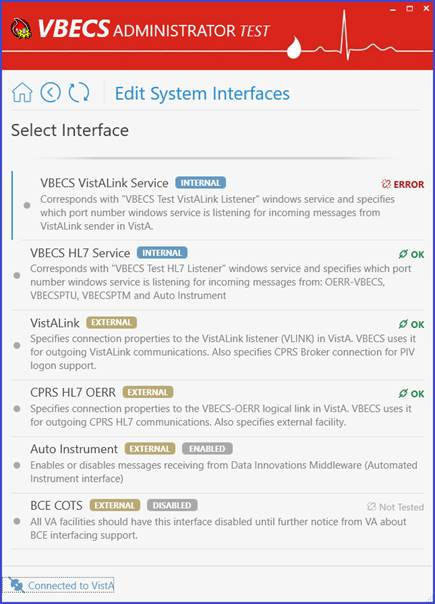 VBECS ADMINISTRATOR TEST
Edit System Interfaces
Select Interface
VBECS VistALink Service INTERNAL ERROR
Corresponds with "VBECS Test VistALink Listener" windows service and specifies
which port number windows service is listening for incoming messages from
VistALink sender in VistA.
VBECS HL7 Service INTERNAL OK
Corresponds with "VBECS Test HL7 Listener" windows service and specifies which port
number windows service is listening for incoming messages from: OERR-VBECS,
VBECSPTU, VBECSPTM and Auto Instrument
VistALink EXTERNAL OK
Specifies connection properties to the VistALink listener (VLINK) in VistA. VBECS uses it
for outgoing VistALink communications. Also specifies CPRS Broker connection for PIV
logon support.
CPRS HL7 OERR EXTERNAL OK
Specifies connection properties to the VBECS-OERR logical link in VistA. VBECS uses it
for outgoing CPRS HL7 communications. Also specifies external facility.
Auto Instrument EXTERNAL ENABLED
Enables or disables messages receiving from Data Innovations Middleware (Automated
Instrument interface)
BCE COTS EXTERNAL DISABLED Not Tested
All VA facilities should have this interface disabled until further notice from VA about
BCE interfacing support.
Connected to VistA